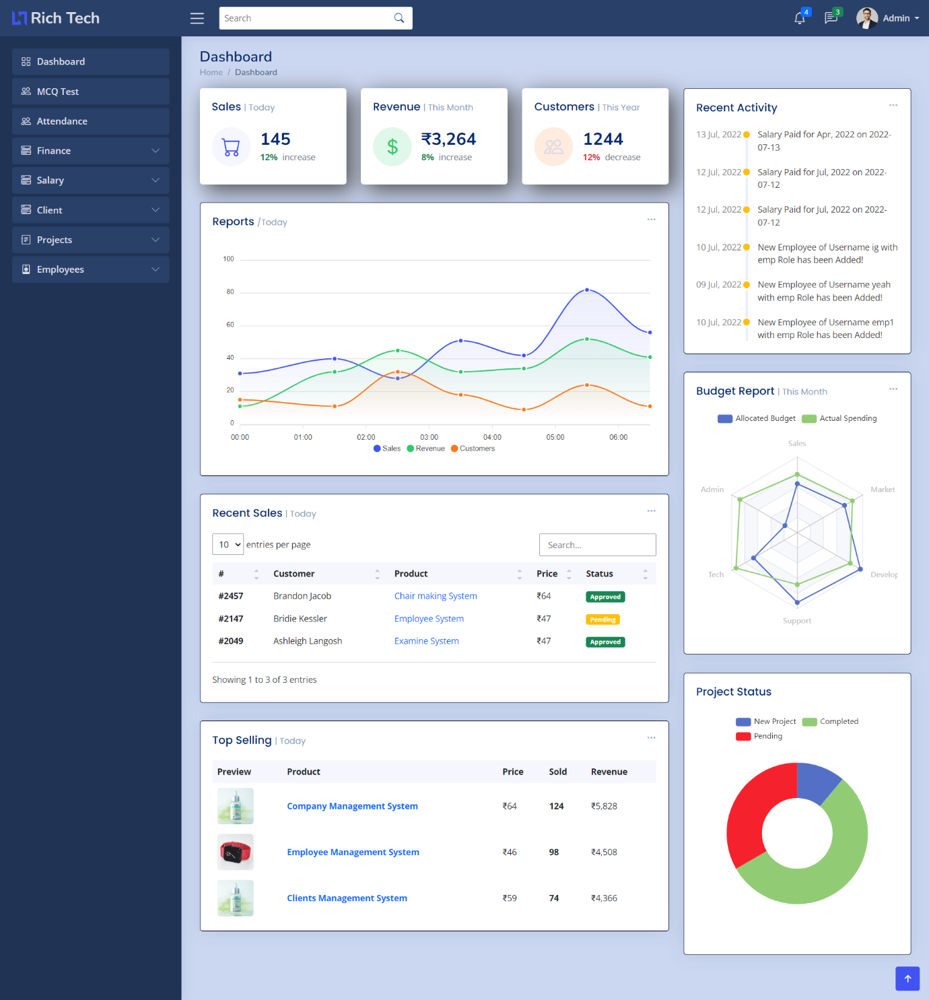 Rich Tech
Search
4
3
Admin
Dashboard
MCQ Test
Attendance
Finance
Salary
Client
Projects
Employees
Dashboard
Home / Dashboard
Sales | Today
145
12% increase
Revenue | This Month
$
₹3,264
8% increase
Customers | This Year
1244
12% decrease
Reports /Today
100
80
60
40
20
0
00:00 01:00 02:00 03:00 04:00 05:00 06:00
Sales Revenue Customers
Recent Sales | Today
10 entries per page
Search...
# Customer Product Price Status
#2457 Brandon Jacob Chair making System ₹64 Approved
#2147 Bridie Kessler Employee System ₹47 Pending
#2049 Ashleigh Langosh Examine System ₹47 Approved
Showing 1 to 3 of 3 entries
Top Selling | Today
Preview Product Price Sold Revenue
Company Management System ₹64 124 ₹5,828
Employee Management System ₹46 98 ₹4,508
Clients Management System ₹59 74 ₹4,366
Recent Activity
13 Jul, 2022 Salary Paid for Apr, 2022 on 2022-
07-13
12 Jul, 2022 Salary Paid for Jul, 2022 on 2022-
07-12
12 Jul, 2022 Salary Paid for Jul, 2022 on 2022-
07-12
10 Jul, 2022 New Employee of Username ig with
emp Role has been Added!
09 Jul, 2022 New Employee of Username yeah
with emp Role has been Added!
10 Jul, 2022 New Employee of Username emp1
with emp Role has been Added!
Budget Report | This Month
Allocated Budget Actual Spending
Sales
Admin Market
Tech Develop
Support
Project Status
New Project Completed
Pending